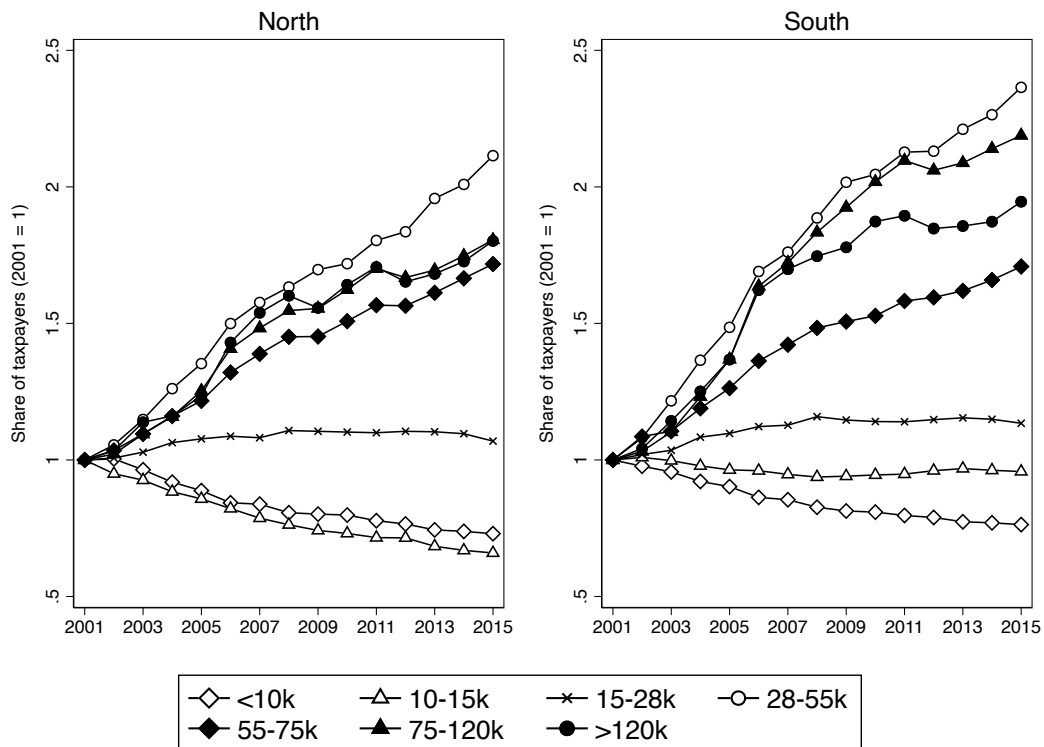 North
South
Share of taxpayers (2001 = 1)
2.5
2
1.5
1
.5
2001 2003 2005 2007 2009 2011 2013 2015
Share of taxpayers (2001 = 1)
2.5
2
1.5
1
.5
2001 2003 2005 2007 2009 2011 2013 2015
<10k 10-15k 15-28k 28-55k
55-75k 75-120k >120k